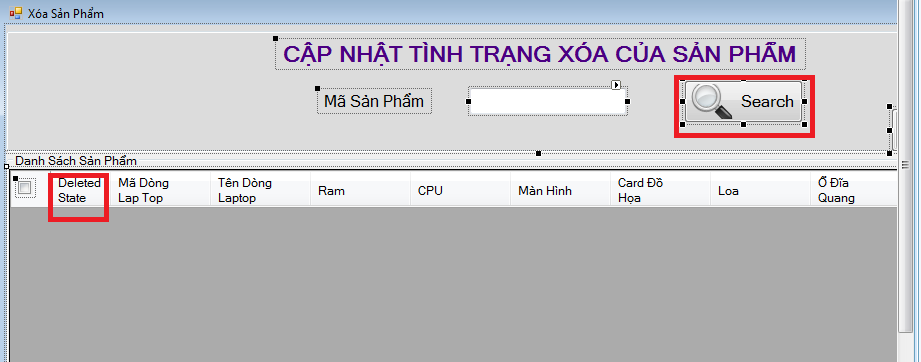 Xóa Sản Phẩm
CẬP NHẬT TÌNH TRẠNG XÓA CỦA SẢN PHẨM
Mã Sản Phẩm
Search
Danh Sách Sản Phẩm
Deleted
State
Mã Dòng
Lap Top
Tên Dòng
Laptop
Ram
CPU
Màn Hình
Card Đồ
Họa
Loa
Ổ Đĩa
Quang